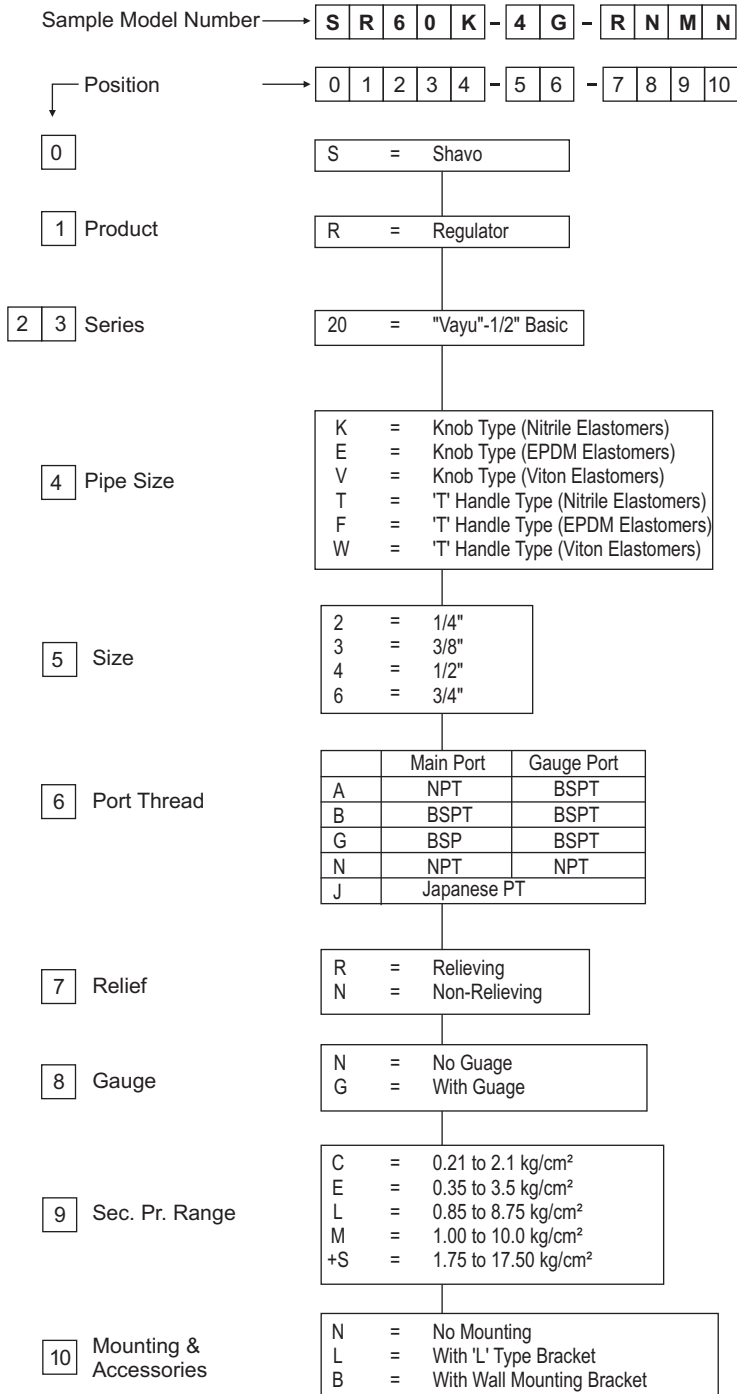 Sample Model Number S R 6 0 K - 4 G - R N M N
Position 0 1 2 3 4 - 5 6 - 7 8 9 10
0 S = Shavo
1 Product R = Regulator
2 3 Series 20 = "Vayu"-1/2" Basic
4 Pipe Size
K = Knob Type (Nitrile Elastomers)
E = Knob Type (EPDM Elastomers)
V = Knob Type (Viton Elastomers)
T = 'T' Handle Type (Nitrile Elastomers)
F = 'T' Handle Type (EPDM Elastomers)
W = 'T' Handle Type (Viton Elastomers)
5 Size
2 = 1/4"
3 = 3/8"
4 = 1/2"
6 = 3/4"
6 Port Thread
Main Port Gauge Port
A NPT BSPT
B BSPT BSPT
G BSP BSPT
N NPT NPT
J Japanese PT
7 Relief
R = Relieving
N = Non-Relieving
8 Gauge
N = No Guage
G = With Guage
9 Sec. Pr. Range
C = 0.21 to 2.1 kg/cm²
E = 0.35 to 3.5 kg/cm²
L = 0.85 to 8.75 kg/cm²
M = 1.00 to 10.0 kg/cm²
+S = 1.75 to 17.50 kg/cm²
10 Mounting &
Accessories
N = No Mounting
L = With 'L' Type Bracket
B = With Wall Mounting Bracket